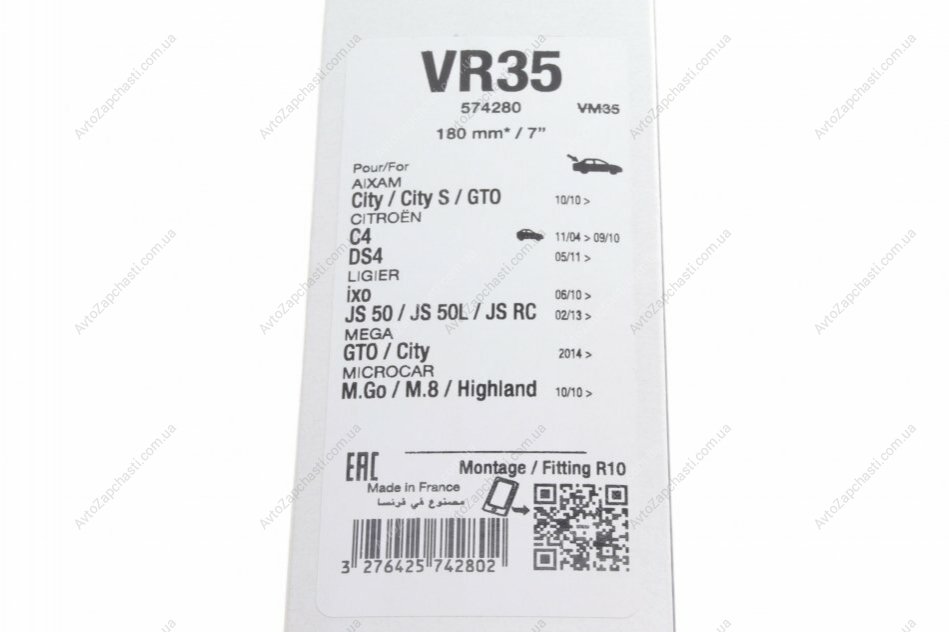 VR35
574280 VM35
180 mm* / 7”
Pour/For
AIXAM
City / City S / GTO 10/10 >
CITROËN
C4 11/04 > 09/10
DS4 05/11 >
LIGIER
ixo 06/10 >
JS 50 / JS 50L / JS RC 02/13 >
MEGA
GTO / City 2014 >
MICROCAR
M.Go / M.8 / Highland 10/10 >
Montage / Fitting R10
EAC
Made in France
مصنوع في فرنسا
3 276425 742802
AvtoZapchasti.com.ua